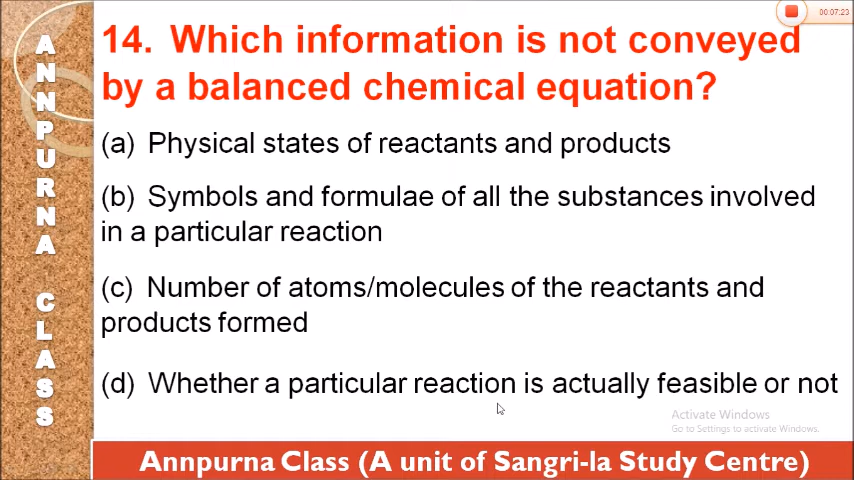 00:07:23
14. Which information is not conveyed
by a balanced chemical equation?
(a) Physical states of reactants and products
(b) Symbols and formulae of all the substances involved
in a particular reaction
(c) Number of atoms/molecules of the reactants and
products formed
(d) Whether a particular reaction is actually feasible or not
Activate Windows
Go to Settings to activate Windows.
ANNPURNA CLASS
Annpurna Class (A unit of Sangri-la Study Centre)